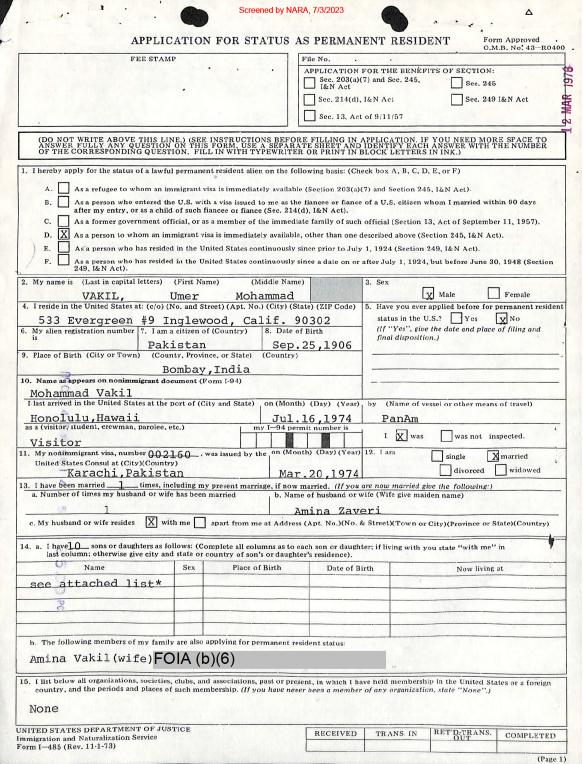 Screened by NARA, 7/3/2023
APPLICATION FOR STATUS AS PERMANENT RESIDENT
Form Approved
O.M.B. No. 43-R0400
FEE STAMP
File No.
APPLICATION FOR THE BENEFITS OF SECTION:
Sec. 203(a)(7) and Sec. 245, I&N Act
Sec. 245
Sec. 214(d), I&N Act
Sec. 249 I&N Act
Sec. 13, Act of 9/11/57
12 MAR 1976
(DO NOT WRITE ABOVE THIS LINE.) (SEE INSTRUCTIONS BEFORE FILLING IN APPLICATION. IF YOU NEED MORE SPACE TO
ANSWER FULLY ANY QUESTION ON THIS FORM, USE A SEPARATE SHEET AND IDENTIFY EACH ANSWER WITH THE NUMBER
OF THE CORRESPONDING QUESTION. FILL IN WITH TYPEWRITER OR PRINT IN BLOCK LETTERS IN INK.)
1. I hereby apply for the status of a lawful permanent resident alien on the following basis: (Check box A, B, C, D, E, or F)
A. As a refugee to whom an immigrant visa is immediately available (Section 203(a)(7) and Section 245, I&N Act).
B. As a person who entered the U.S. with a visa issued to me as the fiancee or fiance of a U.S. citizen whom I married within 90 days
after my entry, or as a child of such fiancee or fiance (Sec. 214(d), I&N Act).
C. As a former government official, or as a member of the immediate family of such official (Section 13, Act of September 11, 1957).
D. X As a person to whom an immigrant visa is immediately available, other than one described above (Section 245, I&N Act).
E. As a person who has resided in the United States continuously since prior to July 1, 1924 (Section 249, I&N Act).
F. As a person who has resided in the United States continuously since a date on or after July 1, 1924, but before June 30, 1948 (Section
249, I&N Act).
2. My name is (Last in capital letters) (First Name) (Middle Name)
VAKIL, Umer Mohammad
3. Sex
X Male Female
4. I reside in the United States at: (c/o) (No. and Street) (Apt. No.) (City) (State) (ZIP Code)
533 Evergreen #9 Inglewood, Calif. 90302
5. Have you ever applied before for permanent resident
status in the U.S.? Yes X No
(If "Yes", give the date and place of filing and
final disposition.)
6. My alien registration number
is
7. I am a citizen of (Country)
Pakistan
8. Date of Birth
Sep.25,1906
9. Place of Birth (City or Town) (County, Province, or State) (Country)
Bombay,India
10. Name as appears on nonimmigrant document (Form I-94)
Mohammad Vakil
I last arrived in the United States at the port of (City and State)
Honolulu,Hawaii
on (Month) (Day) (Year)
Jul.16,1974
by (Name of vessel or other means of travel)
PanAm
as a (visitor, student, crewman, parolee, etc.)
Visitor
my I-94 permit number is
I X was was not inspected.
11. My nonimmigrant visa, number 002160, was issued by the
United States Consul at (City)(Country)
Karachi,Pakistan
on (Month) (Day) (Year)
Mar.20,1974
12. I am
single X married
divorced widowed
13. I have been married 1 times, including my present marriage, if now married. (If you are now married give the following:)
a. Number of times my husband or wife has been married
1
b. Name of husband or wife (Wife give maiden name)
Amina Zaveri
c. My husband or wife resides X with me apart from me at Address (Apt. No.)(No. & Street)(Town or City)(Province or State)(Country)
14. a. I have 10 sons or daughters as follows: (Complete all columns as to each son or daughter; if living with you state "with me" in
last column; otherwise give city and state or country of son's or daughter's residence).
Name Sex Place of Birth Date of Birth Now living at
see attached list*
b. The following members of my family are also applying for permanent resident status:
Amina Vakil(wife) FOIA (b)(6)
15. I list below all organizations, societies, clubs, and associations, past or present, in which I have held membership in the United States or a foreign
country, and the periods and places of such membership. (If you have never been a member of any organization, state "None".)
None
UNITED STATES DEPARTMENT OF JUSTICE
Immigration and Naturalization Service
Form I-485 (Rev. 11-1-73)
RECEIVED TRANS. IN RET'D-TRANS. OUT COMPLETED
(Page 1)